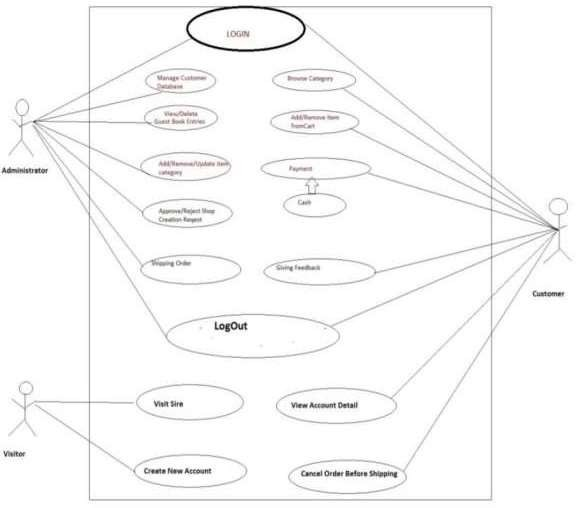 LOGIN
Manage Customer
Database
Browse Category
View/Delete
Guest Book Entries
Add/Remove Item
fromCart
Administrator
Add/Remove/Update Item
category
Payment
Approve/Reject Shop
Creation Reqest
Cash
Shipping Order
Giving Feedback
Customer
LogOut
Visit Sire
View Account Detail
Visitor
Create New Account
Cancel Order Before Shipping